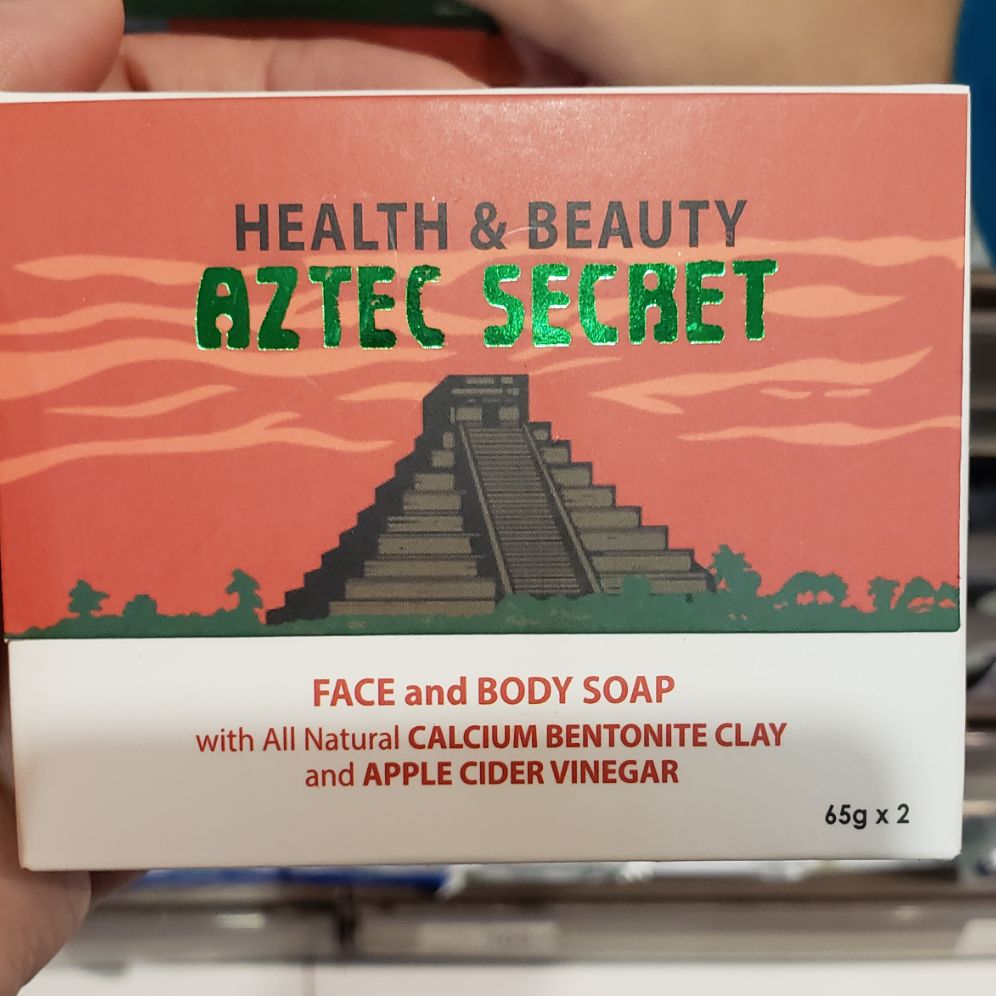 HEALTH & BEAUTY
AZTEC SECRET
FACE and BODY SOAP
with All Natural CALCIUM BENTONITE CLAY
and APPLE CIDER VINEGAR
65g x 2